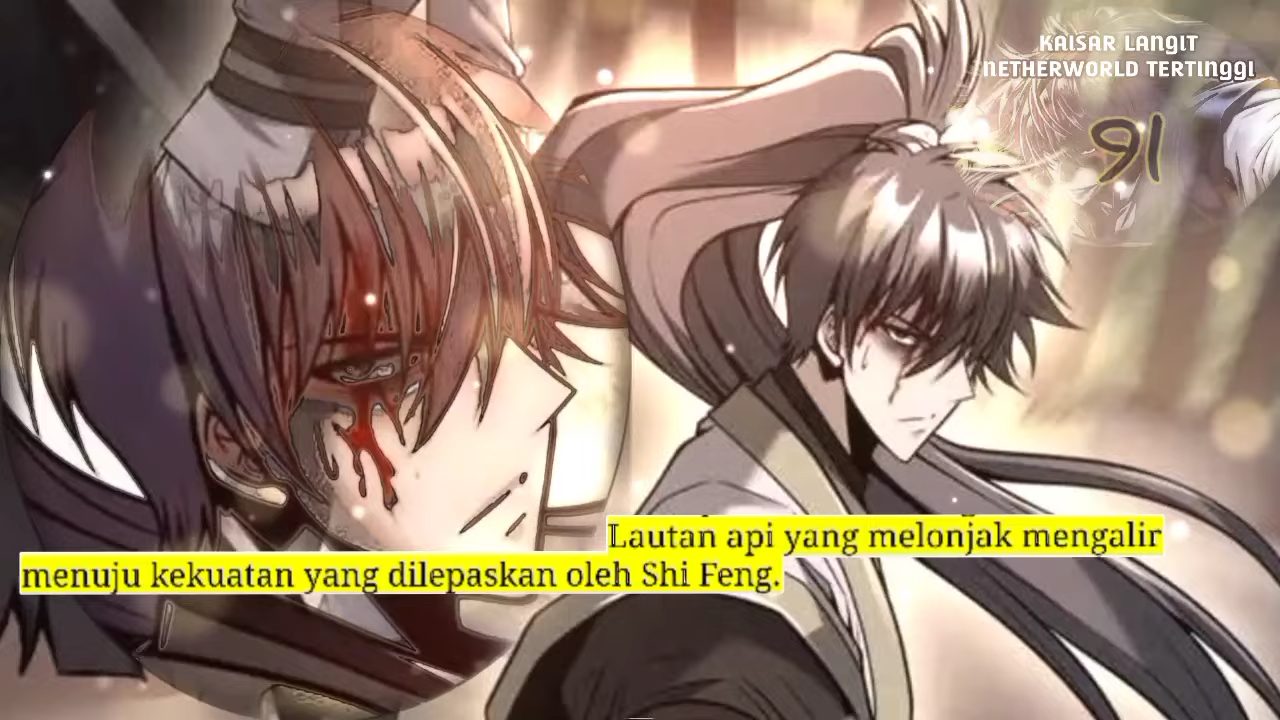 KAISAR LANGIT
NETHERWORLD TERTINGGI
91
Lautan api yang melonjak mengalir
menuju kekuatan yang dilepaskan oleh Shi Feng.